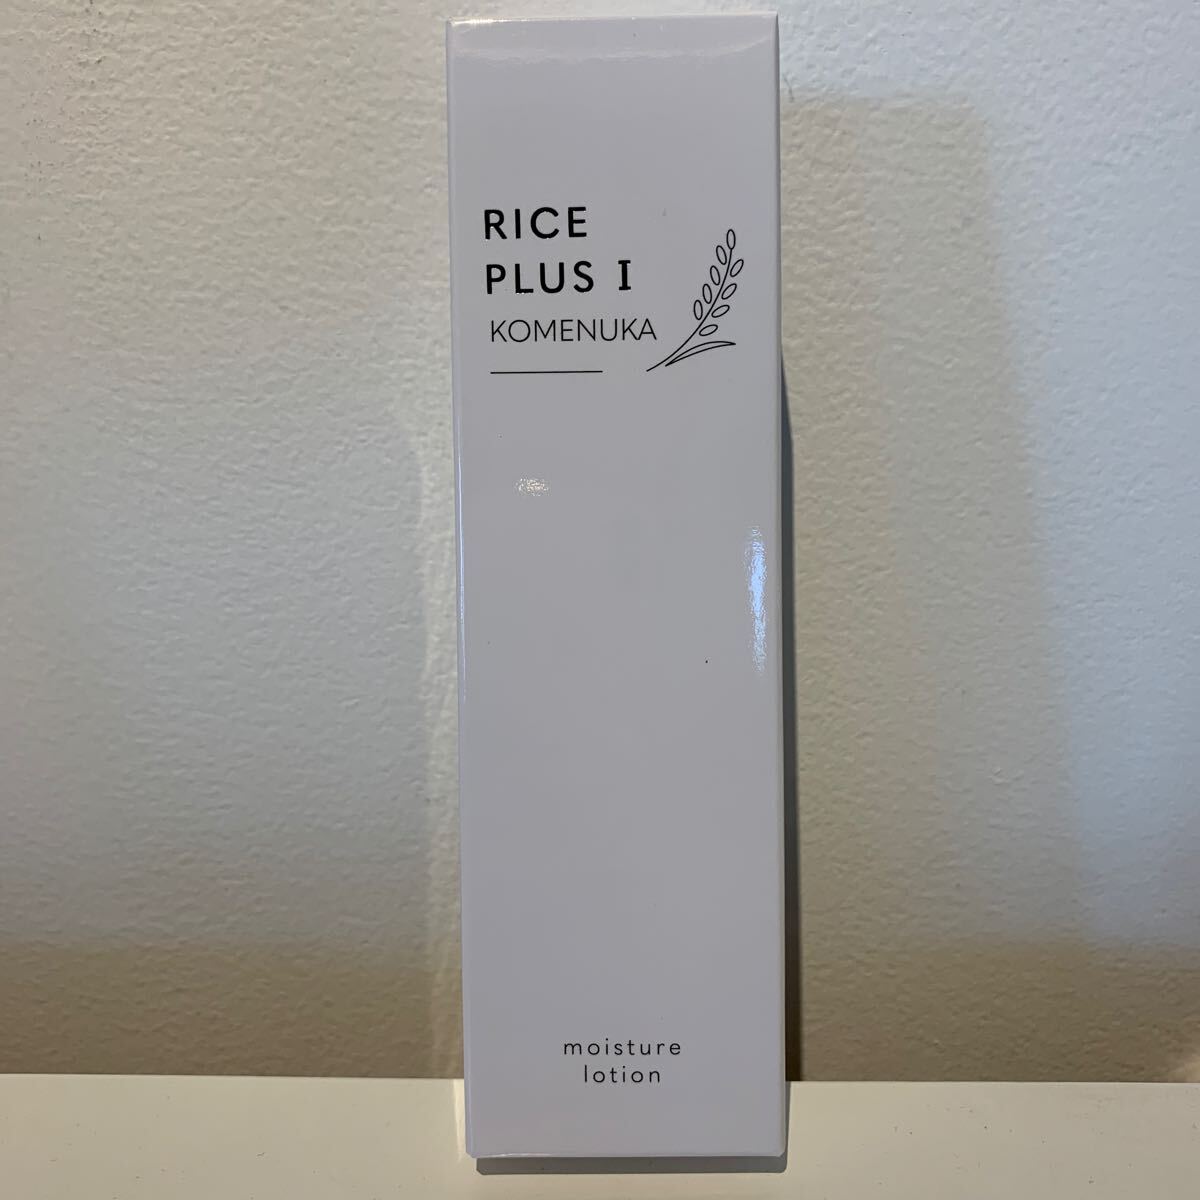 RICE
PLUS I
KOMENUKA
moisture
lotion